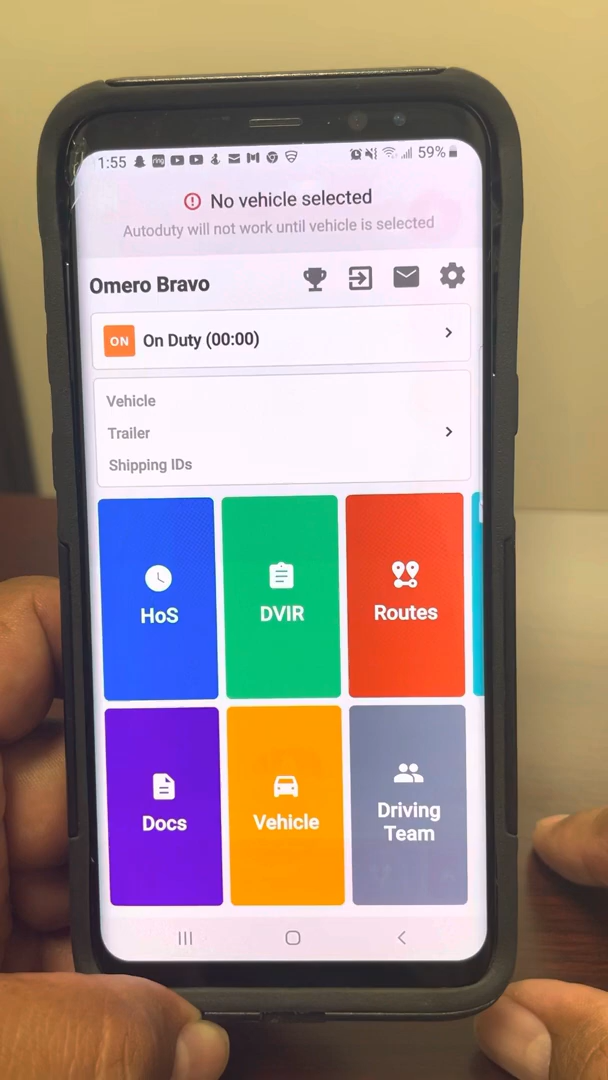 1:55 ring 59%
No vehicle selected
Autoduty will not work until vehicle is selected
Omero Bravo
ON On Duty (00:00)
Vehicle
Trailer
Shipping IDs
HoS DVIR Routes
Docs Vehicle Driving
Team